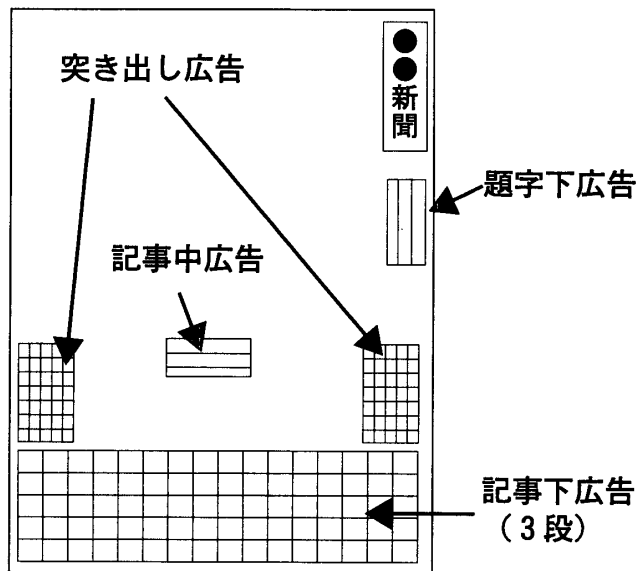 突き出し広告
●●新聞
題字下広告
記事中広告
記事下広告
（３段）